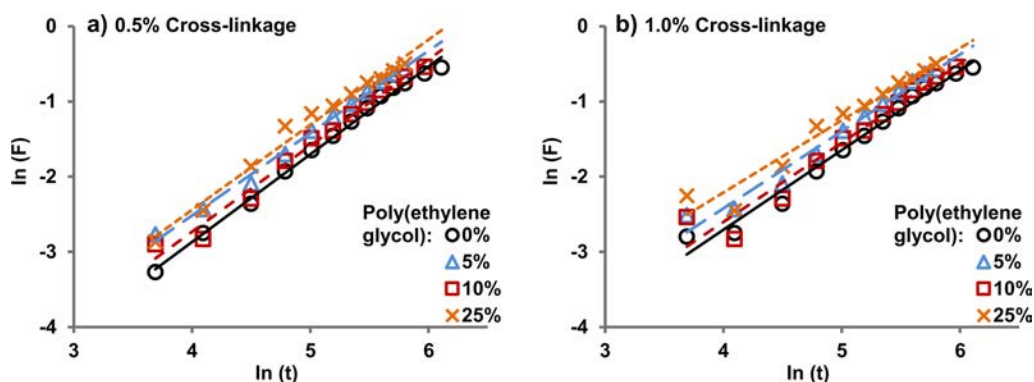 a) 0.5% Cross-linkage
0
-1
-2
-3
-4
ln (F)
3
4
5
6
ln (t)
Poly(ethylene
glycol):
0%
5%
10%
25%
b) 1.0% Cross-linkage
0
-1
-2
-3
-4
ln (F)
3
4
5
6
ln (t)
Poly(ethylene
glycol):
0%
5%
10%
25%